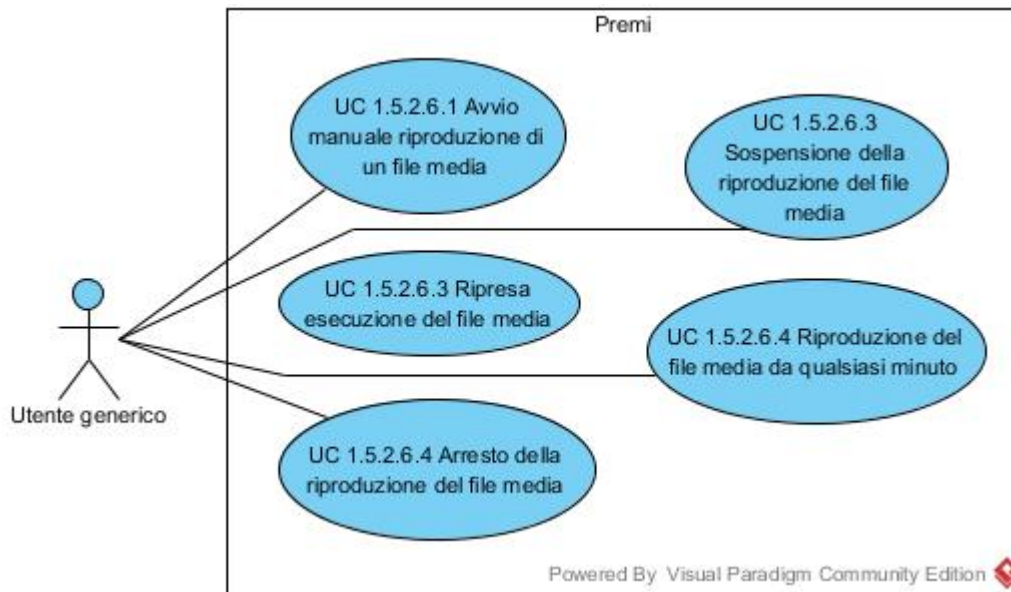 Premi
UC 1.5.2.6.1 Avvio
manuale riproduzione di
un file media
UC 1.5.2.6.3
Sospensione della
riproduzione del file
media
UC 1.5.2.6.3 Ripresa
esecuzione del file media
UC 1.5.2.6.4 Riproduzione del
file media da qualsiasi minuto
Utente generico
UC 1.5.2.6.4 Arresto della
riproduzione del file media
Powered By Visual Paradigm Community Edition